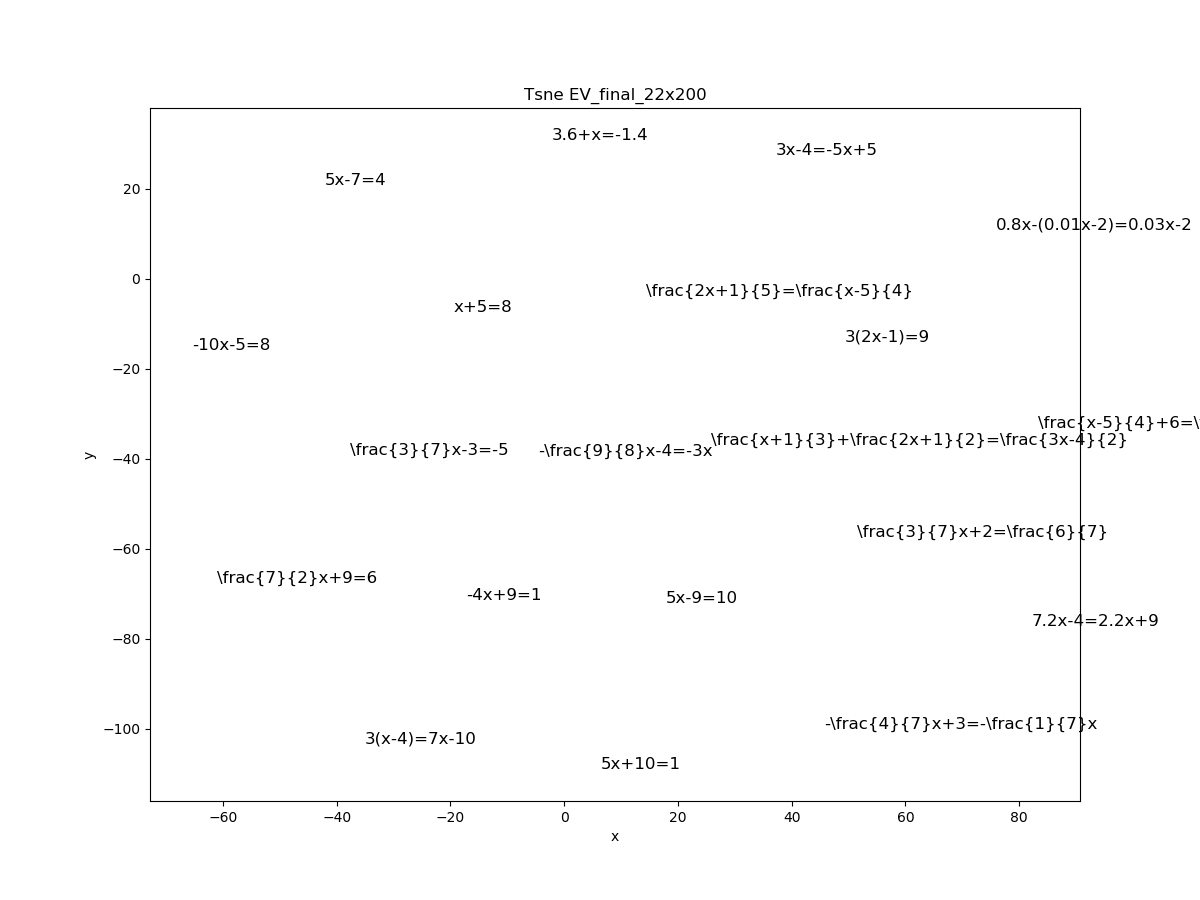 Tsne EV_final_22x200
3.6+x=-1.4
3x-4=-5x+5
5x-7=4
20
0.8x-(0.01x-2)=0.03x-2
0
\frac{2x+1}{5}=\frac{x-5}{4}
x+5=8
3(2x-1)=9
-10x-5=8
−20
\frac{x-5}{4}+6=\
\frac{x+1}{3}+\frac{2x+1}{2}=\frac{3x-4}{2}
\frac{3}{7}x-3=-5
-\frac{9}{8}x-4=-3x
y
−40
\frac{3}{7}x+2=\frac{6}{7}
−60
\frac{7}{2}x+9=6
-4x+9=1
5x-9=10
7.2x-4=2.2x+9
−80
-\frac{4}{7}x+3=-\frac{1}{7}x
−100
3(x-4)=7x-10
5x+10=1
−60 −40 −20 0 20 40 60 80
x